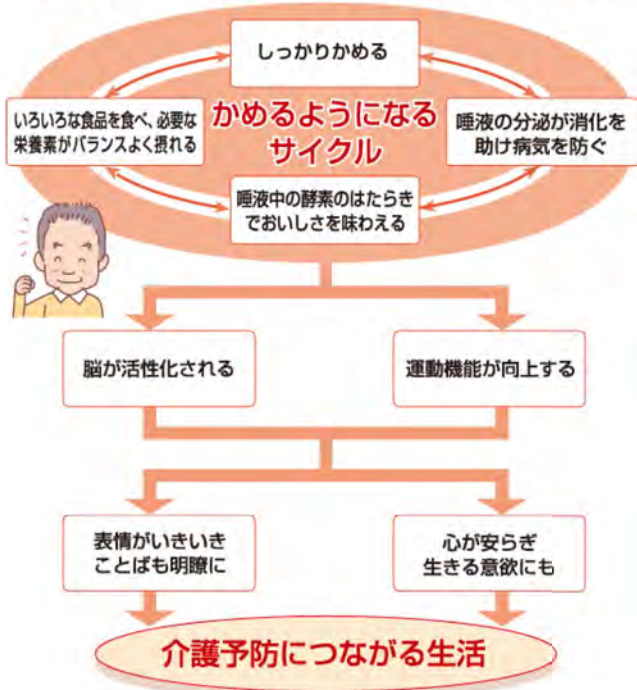 しっかりかめる
いろいろな食品を食べ、必要な
栄養素がバランスよく摂れる
かめるようになる
サイクル
唾液の分泌が消化を
助け病気を防ぐ
唾液中の酵素のはたらき
でおいしさを味わえる
脳が活性化される
運動機能が向上する
表情がいきいき
ことばも明瞭に
心が安らぎ
生きる意欲にも
介護予防につながる生活